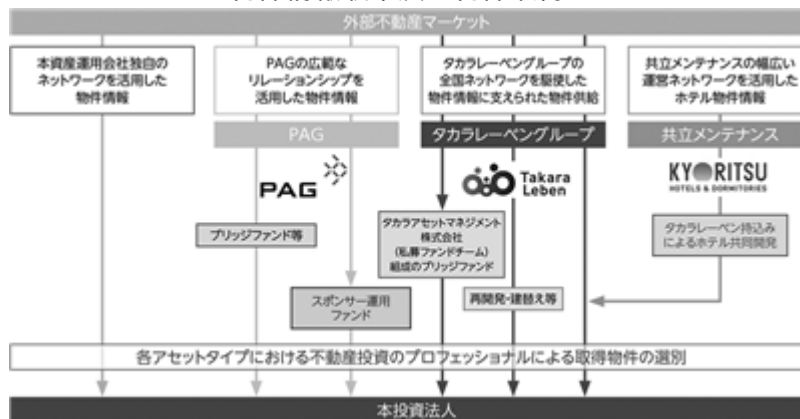 外部不動産マーケット
本資産運用会社独自の
ネットワークを活用した
物件情報
PAGの広範な
リレーションシップを
活用した物件情報
タカラレーベングループの
全国ネットワークを駆使した
物件情報に支えられた物件供給
共立メンテナンスの幅広い
運営ネットワークを活用した
ホテル物件情報
PAG
タカラレーベングループ
共立メンテナンス
PAG
Takara
Leben
KYORITSU
HOTELS & DORMITORIES
ブリッジファンド等
タカラアセットマネジメント
株式会社
(私募ファンドチーム)
組成のブリッジファンド
タカラレーベン持込み
によるホテル共同開発
スポンサー運用
ファンド
再開発・建替え等
各アセットタイプにおける不動産投資のプロフェッショナルによる取得物件の選別
本投資法人